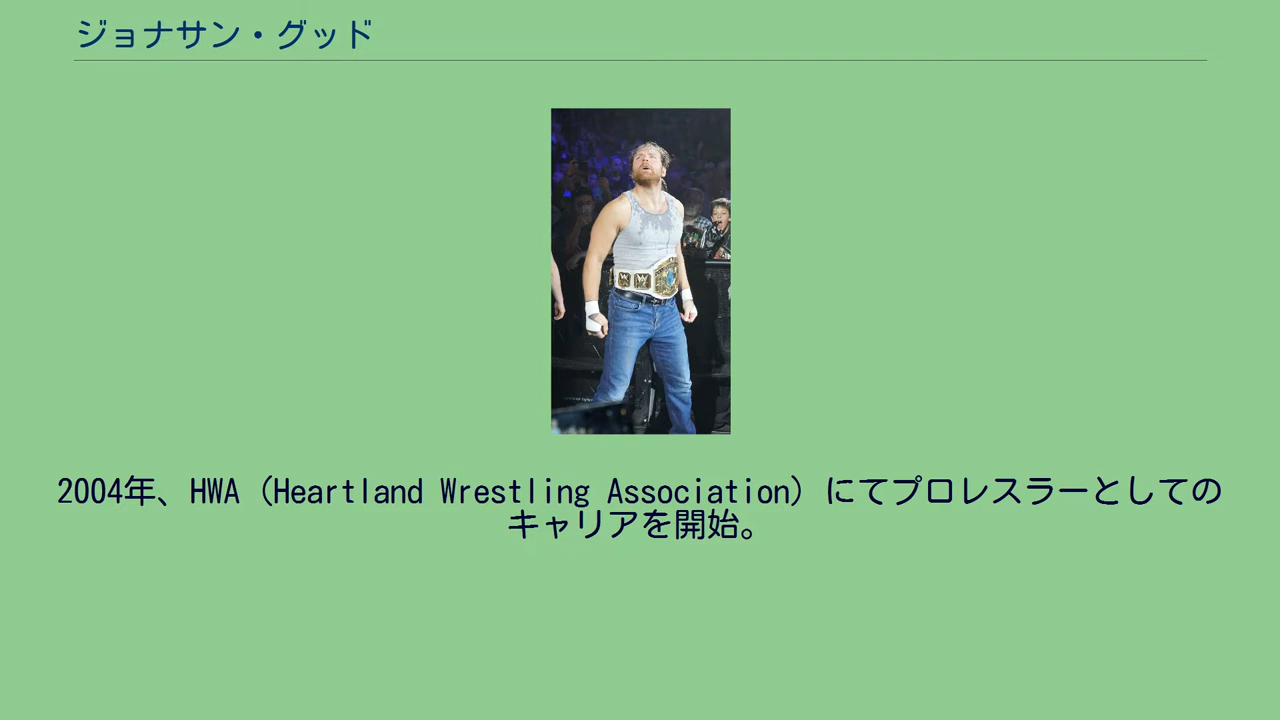 ジョナサン・グッド
2004年、HWA（Heartland Wrestling Association）にてプロレスラーとしての
キャリアを開始。